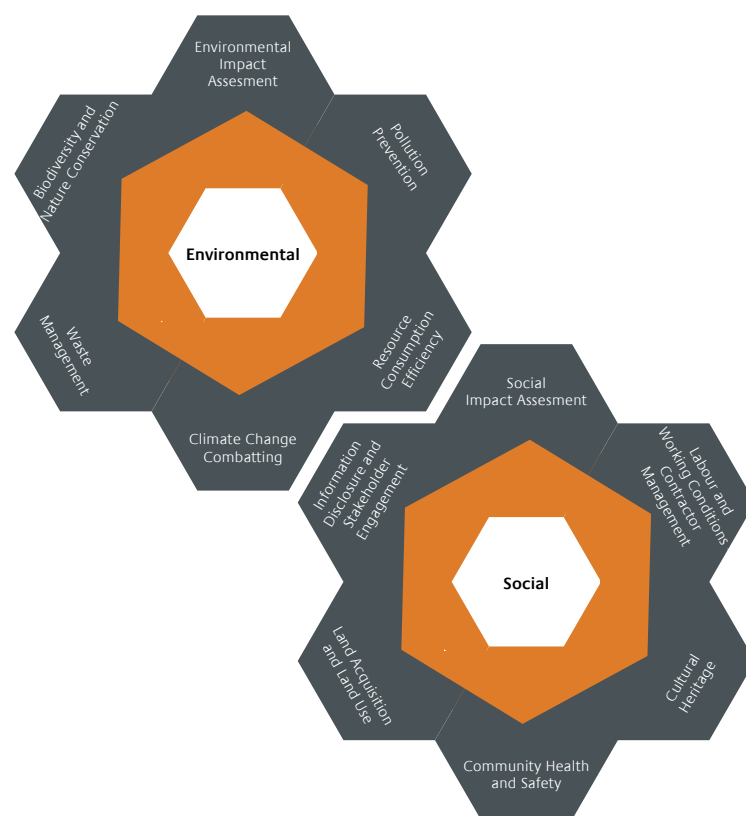 Environmental
Impact
Assesment
Pollution
Prevention
Resource
Consumption
Efficiency
Climate Change
Combatting
Waste
Management
Biodiversity and
Nature Conservation
Environmental
Social
Impact Assesment
Labour and
Working Conditions
Contractor
Management
Cultural
Heritage
Community Health
and Safety
Land Acquisition
and Land Use
Information
Disclosure and
Stakeholder
Engagement
Social